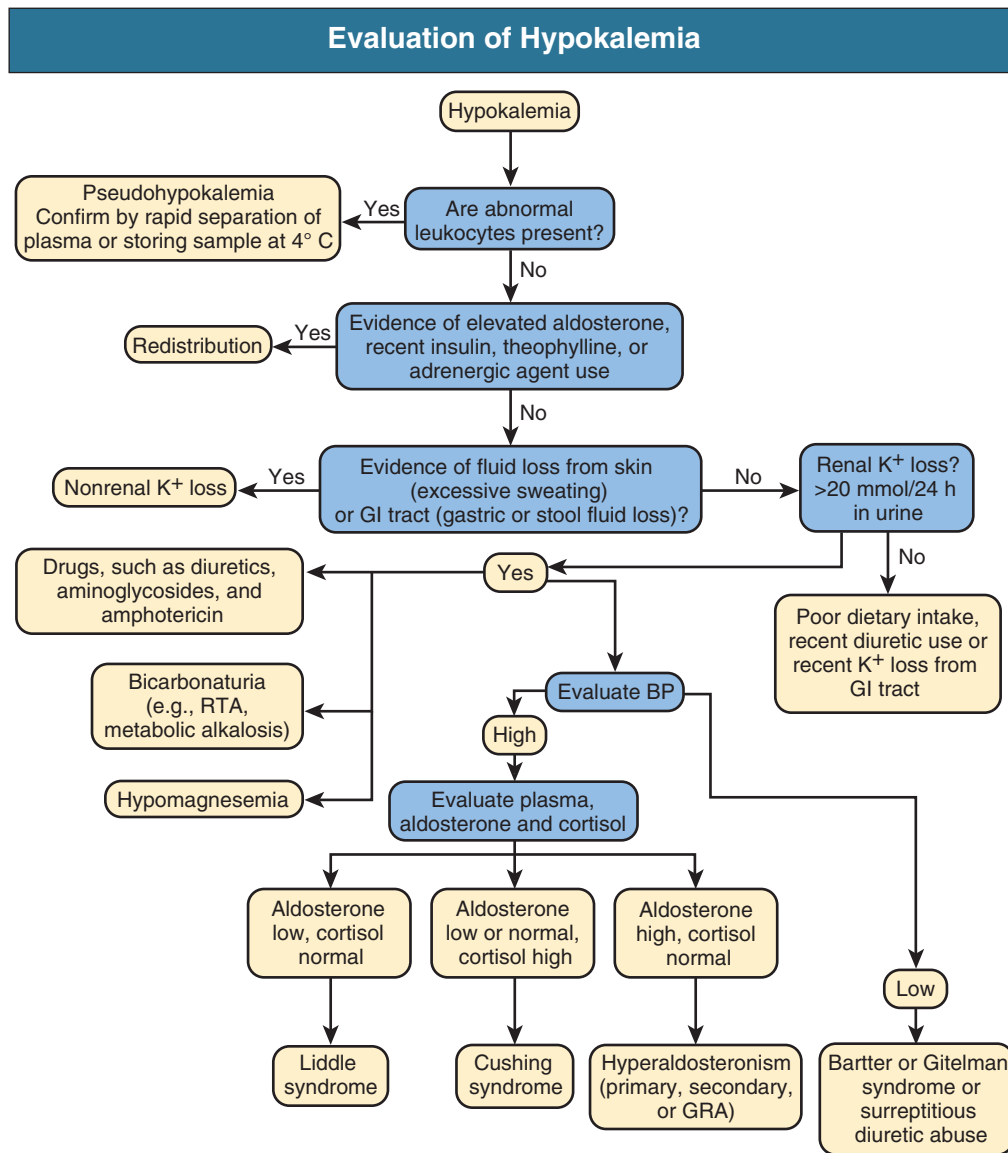 Evaluation of Hypokalemia
Hypokalemia
Pseudohypokalemia
Confirm by rapid separation of
plasma or storing sample at 4° C
Yes
Are abnormal
leukocytes present?
No
Redistribution
Yes
Evidence of elevated aldosterone,
recent insulin, theophylline, or
adrenergic agent use
No
Nonrenal K+ loss
Yes
Evidence of fluid loss from skin
(excessive sweating)
or GI tract (gastric or stool fluid loss)?
No
Renal K+ loss?
>20 mmol/24 h
in urine
No
Poor dietary intake,
recent diuretic use or
recent K+ loss from
GI tract
Yes
Drugs, such as diuretics,
aminoglycosides, and
amphotericin
Bicarbonaturia
(e.g., RTA,
metabolic alkalosis)
Hypomagnesemia
Evaluate BP
High
Evaluate plasma,
aldosterone and cortisol
Aldosterone
low, cortisol
normal
Aldosterone
low or normal,
cortisol high
Aldosterone
high, cortisol
normal
Low
Liddle
syndrome
Cushing
syndrome
Hyperaldosteronism
(primary, secondary,
or GRA)
Bartter or Gitelman
syndrome or
surreptitious
diuretic abuse